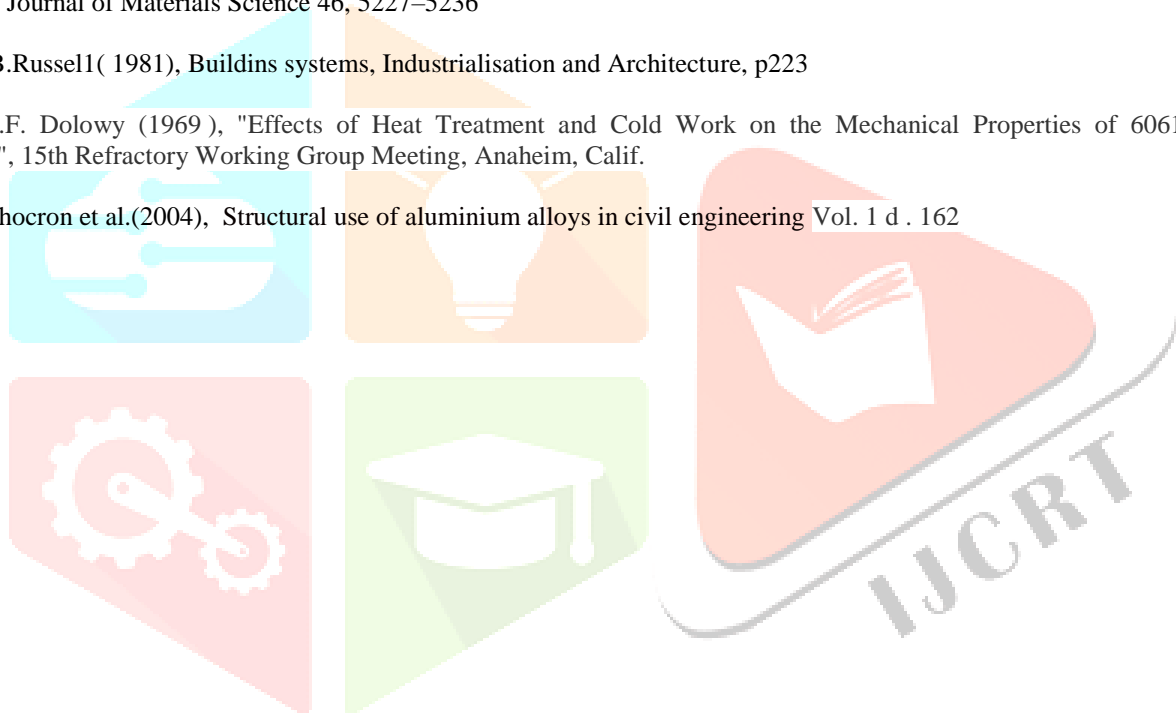 Journal of Materials Science 46, 5227–5236
.Russel1( 1981), Buildins systems, Industrialisation and Architecture, p223
.F. Dolowy (1969 ), "Effects of Heat Treatment and Cold Work on the Mechanical Properties of 6061
", 15th Refractory Working Group Meeting, Anaheim, Calif.
hocron et al.(2004), Structural use of aluminium alloys in civil engineering Vol. 1 d . 162
IJCRT